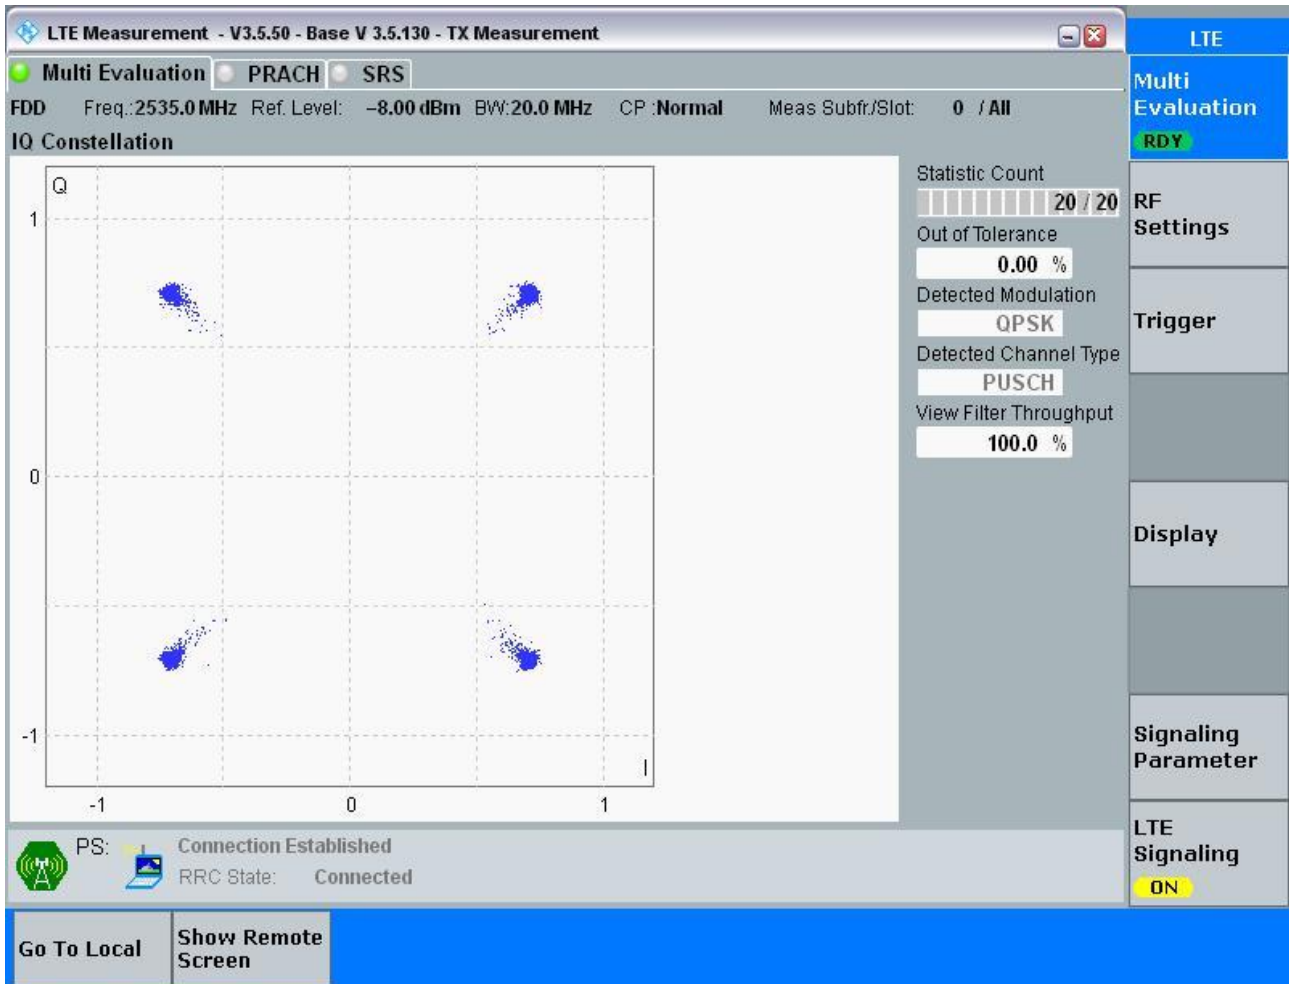 LTE Measurement - V3.5.50 - Base V 3.5.130 - TX Measurement
LTE
Multi Evaluation PRACH SRS
Multi
Evaluation
RDY
FDD Freq.:2535.0 MHz Ref. Level: -8.00 dBm BW:20.0 MHz CP :Normal Meas Subfr./Slot: 0 / All
IQ Constellation
Q
1
0
-1
I
-1 0 1
Statistic Count
20 / 20
Out of Tolerance
0.00 %
Detected Modulation
QPSK
Detected Channel Type
PUSCH
View Filter Throughput
100.0 %
RF
Settings
Trigger
Display
Signaling
Parameter
LTE
Signaling
ON
PS: Connection Established
RRC State: Connected
Go To Local
Show Remote
Screen